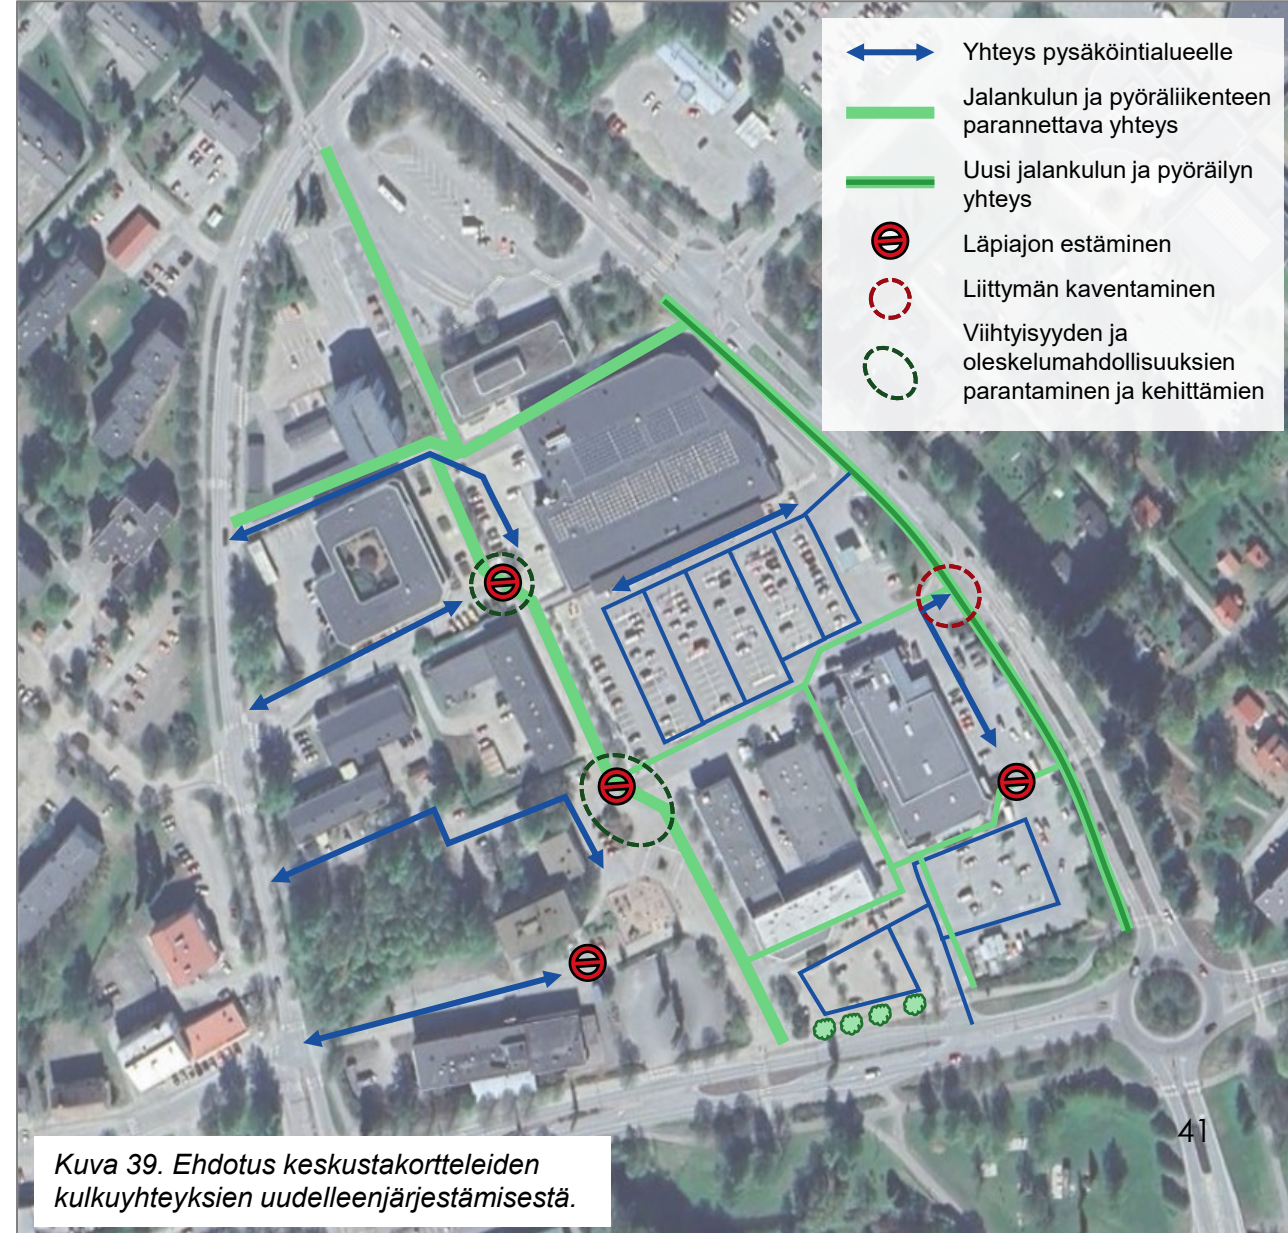 Yhteys pysäköintialueelle
Jalankulun ja pyöräliikenteen
parannettava yhteys
Uusi jalankulun ja pyöräilyn
yhteys
Läpiajon estäminen
Liittymän kaventaminen
Viihtyisyyden ja
oleskelumahdollisuuksien
parantaminen ja kehittämien
41
Kuva 39. Ehdotus keskustakortteleiden
kulkuyhteyksien uudelleenjärjestämisestä.